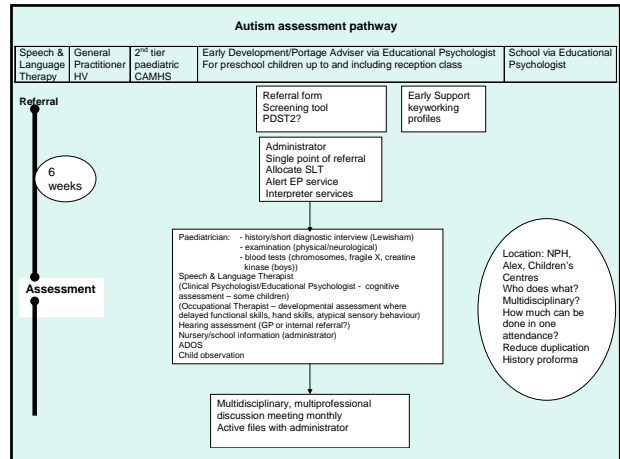 Autism assessment pathway
Speech &
Language
Therapy
General
Practitioner
HV
2nd tier
paediatric
CAMHS
Early Development/Portage Adviser via Educational Psychologist
For preschool children up to and including reception class
School via Educational
Psychologist
Referral
Referral form
Screening tool
PDST2?
Early Support
keyworking
profiles
Administrator
Single point of referral
Allocate SLT
Alert EP service
Interpreter services
6
weeks
Paediatrician: - history/short diagnostic interview (Lewisham)
- examination (physical/neurological)
- blood tests (chromosomes, fragile X, creatine
kinase (boys))
Speech & Language Therapist
(Clinical Psychologist/Educational Psychologist - cognitive
assessment – some children)
(Occupational Therapist – developmental assessment where
delayed functional skills, hand skills, atypical sensory behaviour)
Hearing assessment (GP or internal referral?)
Nursery/school information (administrator)
ADOS
Child observation
Assessment
Location: NPH,
Alex, Children's
Centres
Who does what?
Multidisciplinary?
How much can be
done in one
attendance?
Reduce duplication
History proforma
Multidisciplinary, multiprofessional
discussion meeting monthly
Active files with administrator